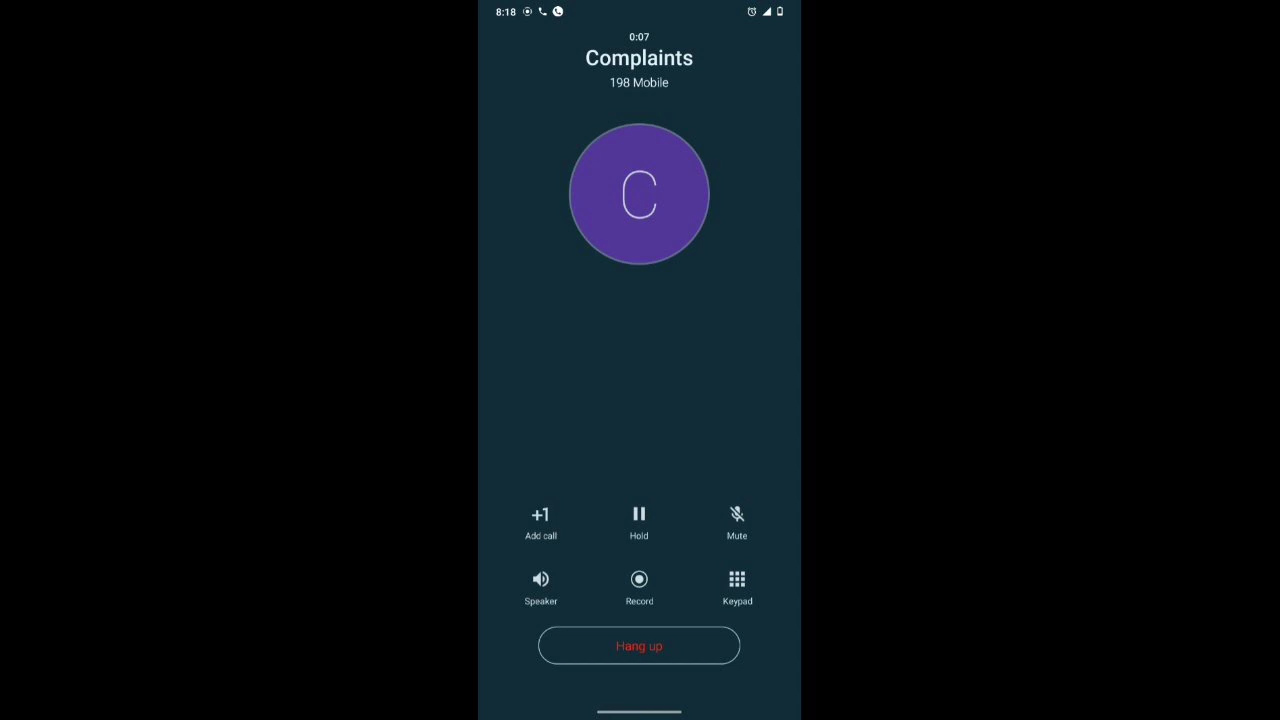 8:18
0:07
Complaints
198 Mobile
C
+1
Add call
Hold
Mute
Speaker
Record
Keypad
Hang up